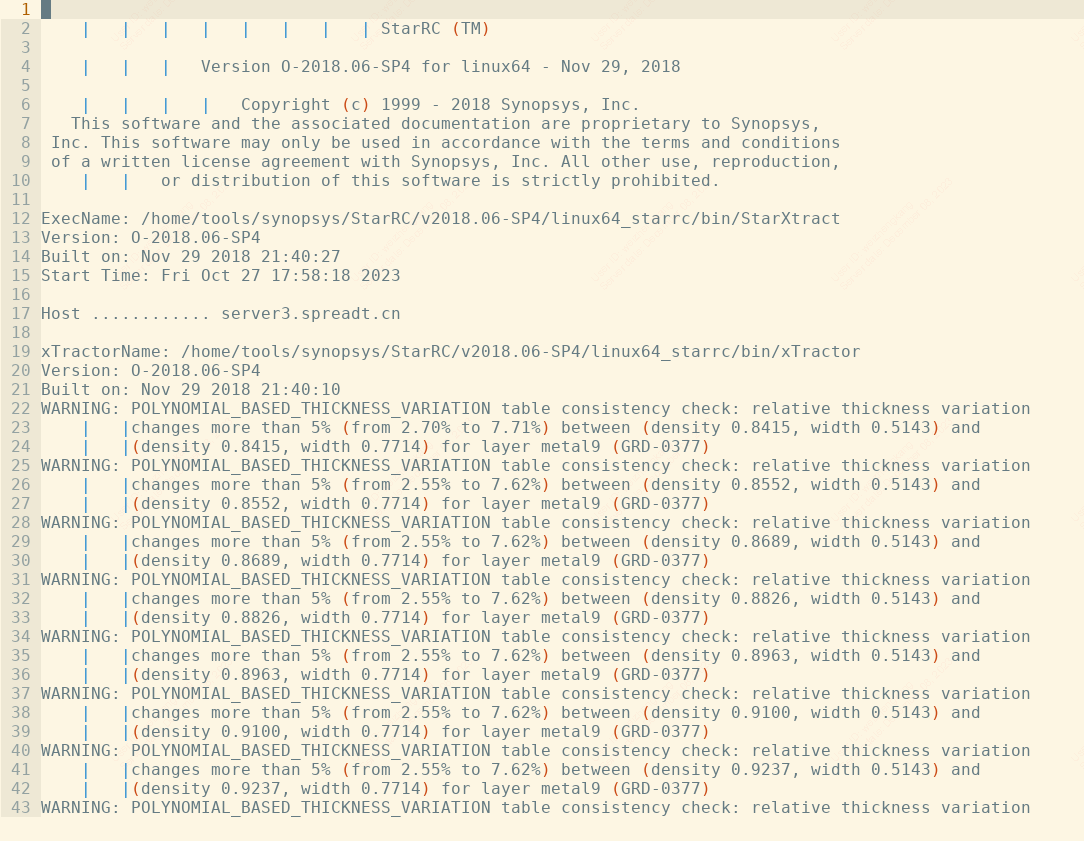 1
2 | | | | | | | | StarRC (TM)
3
4 | | | Version O-2018.06-SP4 for linux64 - Nov 29, 2018
5
6 | | | | Copyright (c) 1999 - 2018 Synopsys, Inc.
7 This software and the associated documentation are proprietary to Synopsys,
8 Inc. This software may only be used in accordance with the terms and conditions
9 of a written license agreement with Synopsys, Inc. All other use, reproduction,
10 | | or distribution of this software is strictly prohibited.
11
12 ExecName: /home/tools/synopsys/StarRC/v2018.06-SP4/linux64_starrc/bin/StarXtract
13 Version: O-2018.06-SP4
14 Built on: Nov 29 2018 21:40:27
15 Start Time: Fri Oct 27 17:58:18 2023
16
17 Host ............ server3.spreadt.cn
18
19 xTractorName: /home/tools/synopsys/StarRC/v2018.06-SP4/linux64_starrc/bin/xTractor
20 Version: O-2018.06-SP4
21 Built on: Nov 29 2018 21:40:10
22 WARNING: POLYNOMIAL_BASED_THICKNESS_VARIATION table consistency check: relative thickness variation
23 | |changes more than 5% (from 2.70% to 7.71%) between (density 0.8415, width 0.5143) and
24 | |(density 0.8415, width 0.7714) for layer metal9 (GRD-0377)
25 WARNING: POLYNOMIAL_BASED_THICKNESS_VARIATION table consistency check: relative thickness variation
26 | |changes more than 5% (from 2.55% to 7.62%) between (density 0.8552, width 0.5143) and
27 | |(density 0.8552, width 0.7714) for layer metal9 (GRD-0377)
28 WARNING: POLYNOMIAL_BASED_THICKNESS_VARIATION table consistency check: relative thickness variation
29 | |changes more than 5% (from 2.55% to 7.62%) between (density 0.8689, width 0.5143) and
30 | |(density 0.8689, width 0.7714) for layer metal9 (GRD-0377)
31 WARNING: POLYNOMIAL_BASED_THICKNESS_VARIATION table consistency check: relative thickness variation
32 | |changes more than 5% (from 2.55% to 7.62%) between (density 0.8826, width 0.5143) and
33 | |(density 0.8826, width 0.7714) for layer metal9 (GRD-0377)
34 WARNING: POLYNOMIAL_BASED_THICKNESS_VARIATION table consistency check: relative thickness variation
35 | |changes more than 5% (from 2.55% to 7.62%) between (density 0.8963, width 0.5143) and
36 | |(density 0.8963, width 0.7714) for layer metal9 (GRD-0377)
37 WARNING: POLYNOMIAL_BASED_THICKNESS_VARIATION table consistency check: relative thickness variation
38 | |changes more than 5% (from 2.55% to 7.62%) between (density 0.9100, width 0.5143) and
39 | |(density 0.9100, width 0.7714) for layer metal9 (GRD-0377)
40 WARNING: POLYNOMIAL_BASED_THICKNESS_VARIATION table consistency check: relative thickness variation
41 | |changes more than 5% (from 2.55% to 7.62%) between (density 0.9237, width 0.5143) and
42 | |(density 0.9237, width 0.7714) for layer metal9 (GRD-0377)
43 WARNING: POLYNOMIAL_BASED_THICKNESS_VARIATION table consistency check: relative thickness variation